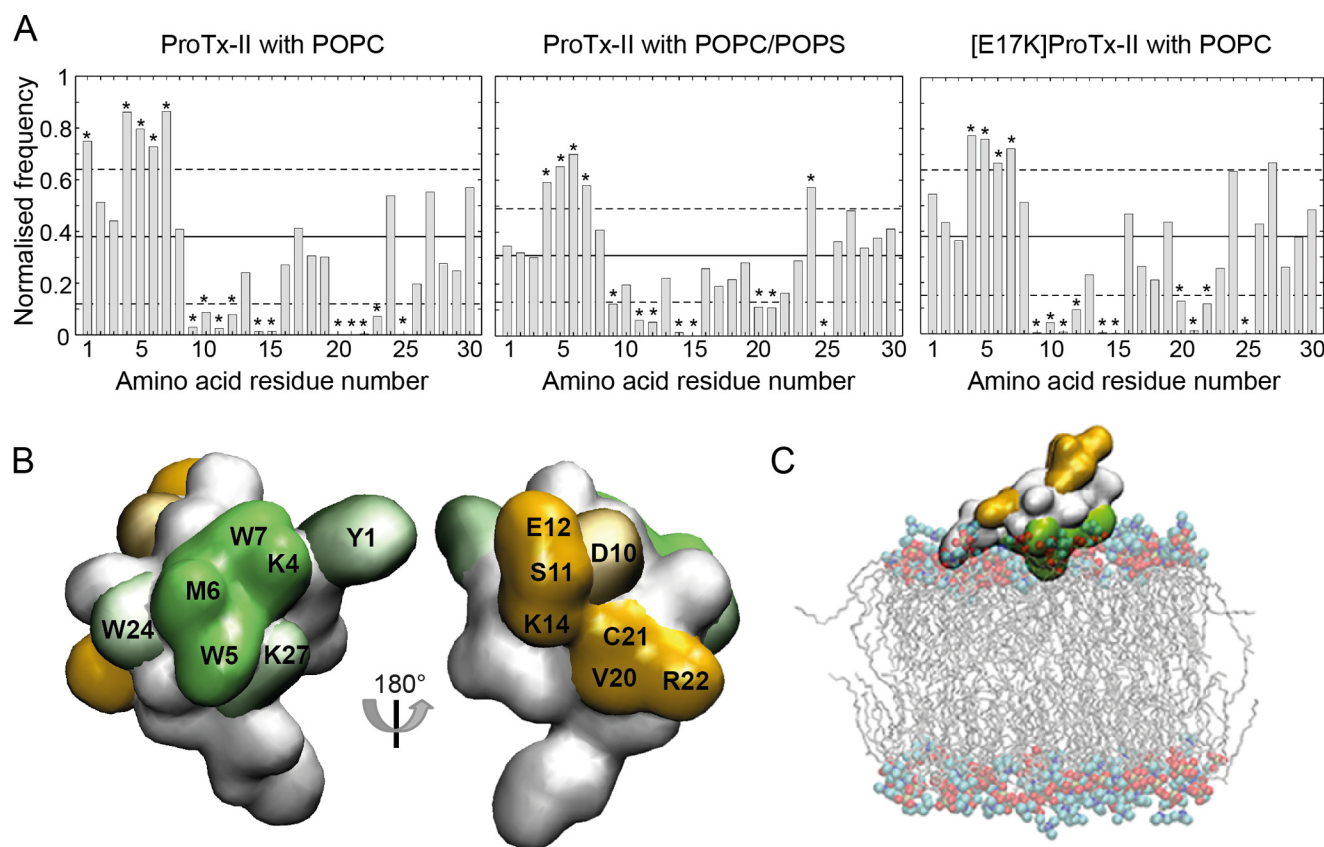 A
ProTx-II with POPC
ProTx-II with POPC/POPS
[E17K]ProTx-II with POPC
Normalised frequency
1
0.8
0.6
0.4
0.2
0
* * * * * * * * * * * * * * * * *
* * * * * * * * * * * * *
* * * * * * * * * * * * * *
1 5 10 15 20 25 30
1 5 10 15 20 25 30
1 5 10 15 20 25 30
Amino acid residue number
Amino acid residue number
Amino acid residue number
B
W7
K4
Y1
M6
W24
W5
K27
180°
E12
D10
S11
K14
C21
V20
R22
C